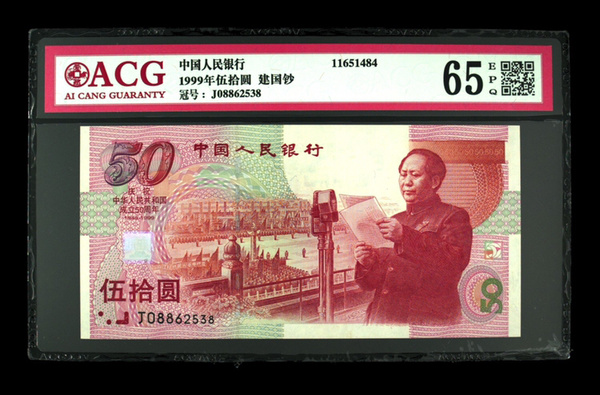 ACG
AI CANG GUARANTY
中国人民银行
11651484
1999年伍拾圆 建国钞
冠号：J08862538
65
EPQ
50
中国人民银行
庆祝
中华人民共和国
成立50周年
1949-1999
伍拾圆
J08862538
50